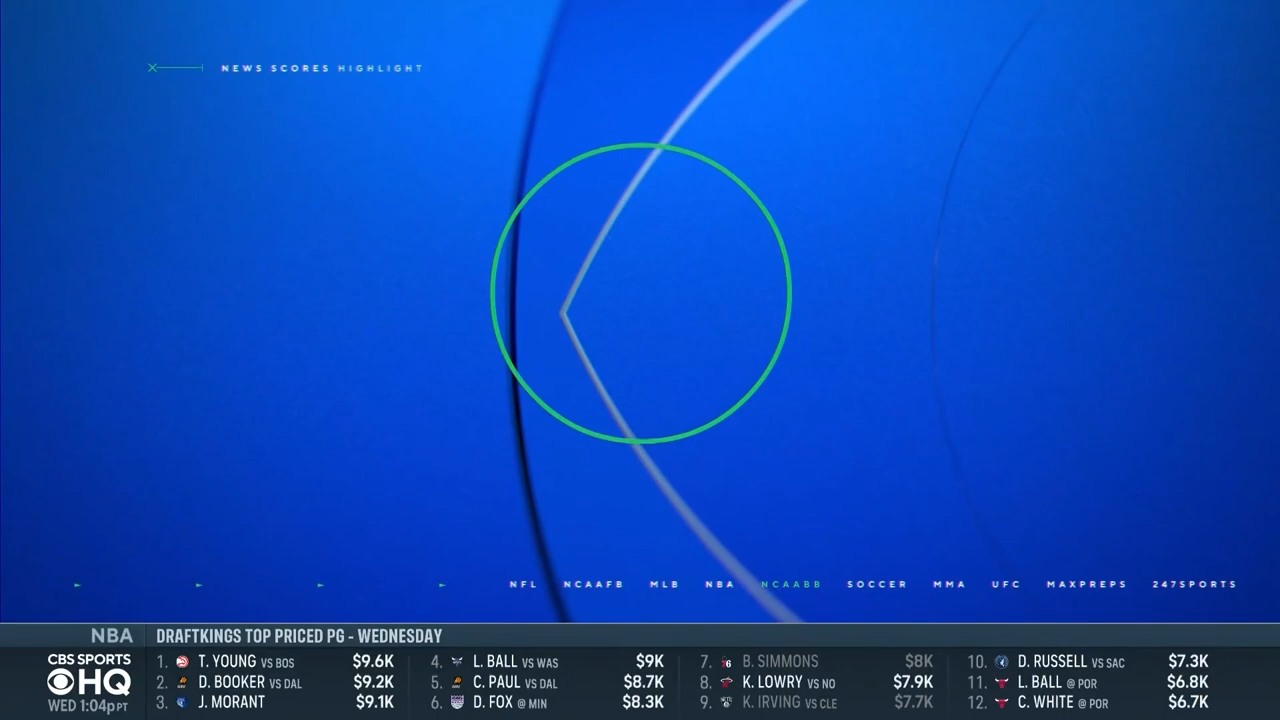 NEWS SCORES HIGHLIGHT
NFL NCAAFB MLB NBA NCAABB SOCCER MMA UFC MAXPREPS 247SPORTS
NBA DRAFTKINGS TOP PRICED PG - WEDNESDAY
CBS SPORTS
HQ
WED 1:04p PT
1. T. YOUNG VS BOS $9.6K
2. D. BOOKER VS DAL $9.2K
3. J. MORANT $9.1K
4. L. BALL VS WAS $9K
5. C. PAUL VS DAL $8.7K
6. D. FOX @ MIN $8.3K
7. B. SIMMONS $8K
8. K. LOWRY VS NO $7.9K
9. K. IRVING VS CLE $7.7K
10. D. RUSSELL VS SAC $7.3K
11. L. BALL @ POR $6.8K
12. C. WHITE @ POR $6.7K